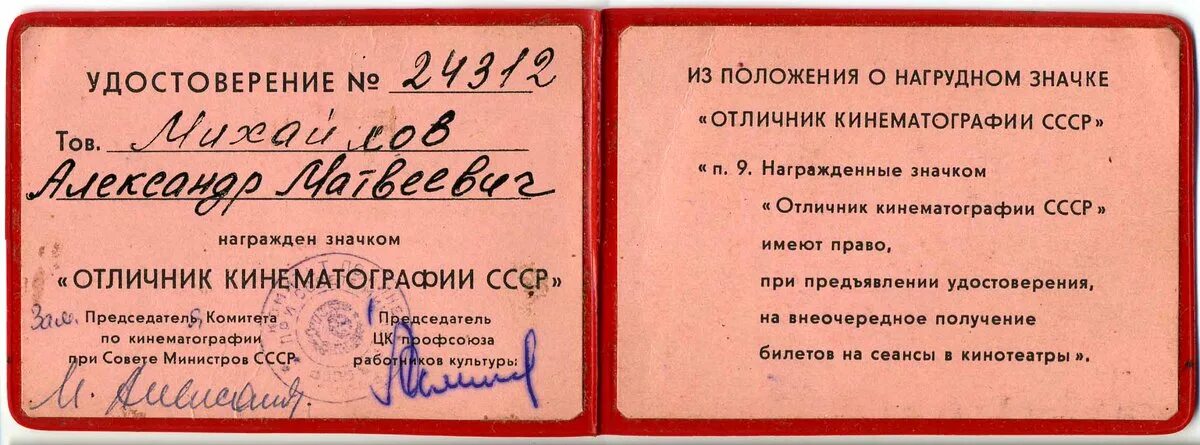 УДОСТОВЕРЕНИЕ № 24312
Тов. Михайлов
Александр Матвеевич
награжден значком
«ОТЛИЧНИК КИНЕМАТОГРАФИИ СССР»
Зам. Председателя Комитета
по кинематографии
при Совете Министров СССР
Председатель
ЦК профсоюза
работников культуры
ИЗ ПОЛОЖЕНИЯ О НАГРУДНОМ ЗНАЧКЕ
«ОТЛИЧНИК КИНЕМАТОГРАФИИ СССР»
« п. 9. Награжденные значком
« Отличник кинематографии СССР»
имеют право,
при предъявлении удостоверения,
на внеочередное получение
билетов на сеансы в кинотеатры».